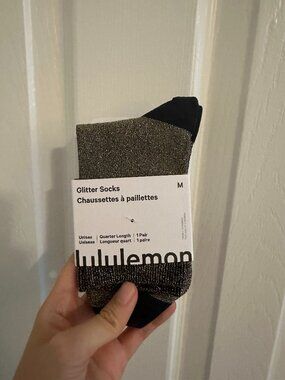 Glitter Socks M
Chaussettes à paillettes
Unisex | Quarter Length | 1 Pair
Unisexe | Longueur quart | 1 paire
lululemon